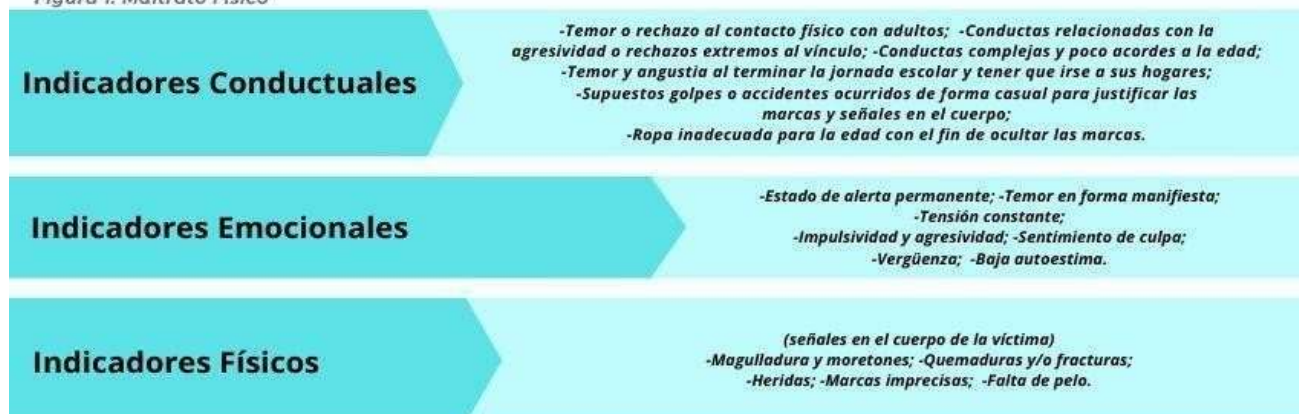 Figura 1. Maltrato Físico
Indicadores Conductuales
-Temor o rechazo al contacto físico con adultos; -Conductas relacionadas con la
agresividad o rechazos extremos al vínculo; -Conductas complejas y poco acordes a la edad;
-Temor y angustia al terminar la jornada escolar y tener que irse a sus hogares;
-Supuestos golpes o accidentes ocurridos de forma casual para justificar las
marcas y señales en el cuerpo;
-Ropa inadecuada para la edad con el fin de ocultar las marcas.
Indicadores Emocionales
-Estado de alerta permanente; -Temor en forma manifiesta;
-Tensión constante;
-Impulsividad y agresividad; -Sentimiento de culpa;
-Vergüenza; -Baja autoestima.
Indicadores Físicos
(señales en el cuerpo de la víctima)
-Magulladura y moretones; -Quemaduras y/o fracturas;
-Heridas; -Marcas imprecisas; -Falta de pelo.